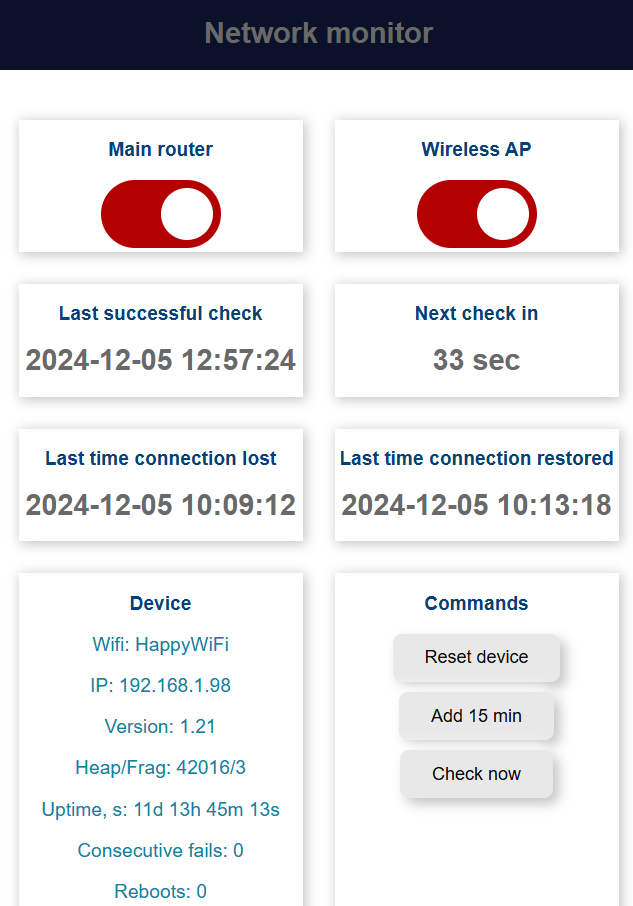 Network monitor
Main router
Wireless AP
Last successful check
2024-12-05 12:57:24
Next check in
33 sec
Last time connection lost
2024-12-05 10:09:12
Last time connection restored
2024-12-05 10:13:18
Device
Wifi: HappyWiFi
IP: 192.168.1.98
Version: 1.21
Heap/Frag: 42016/3
Uptime, s: 11d 13h 45m 13s
Consecutive fails: 0
Reboots: 0
Commands
Reset device
Add 15 min
Check now